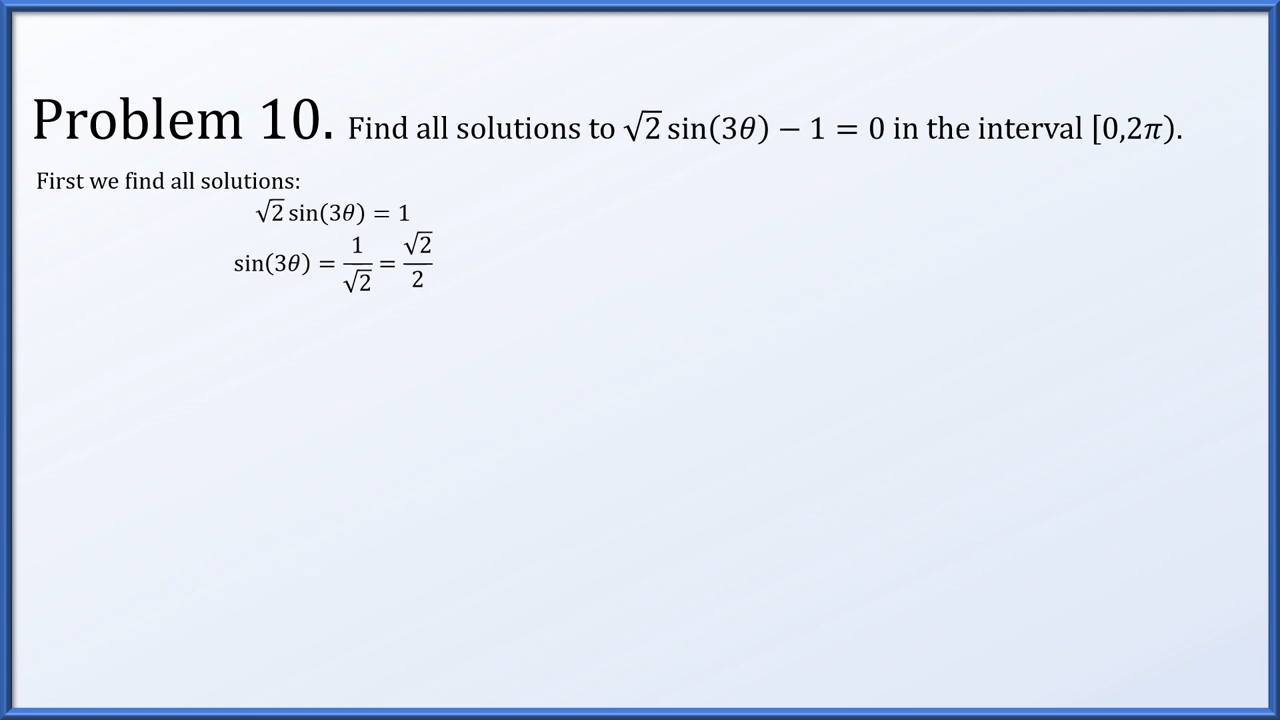 Problem 10. Find all solutions to √2 sin(3θ) − 1 = 0 in the interval [0,2π).
First we find all solutions:
√2 sin(3θ) = 1
sin(3θ) = 1/√2 = √2/2